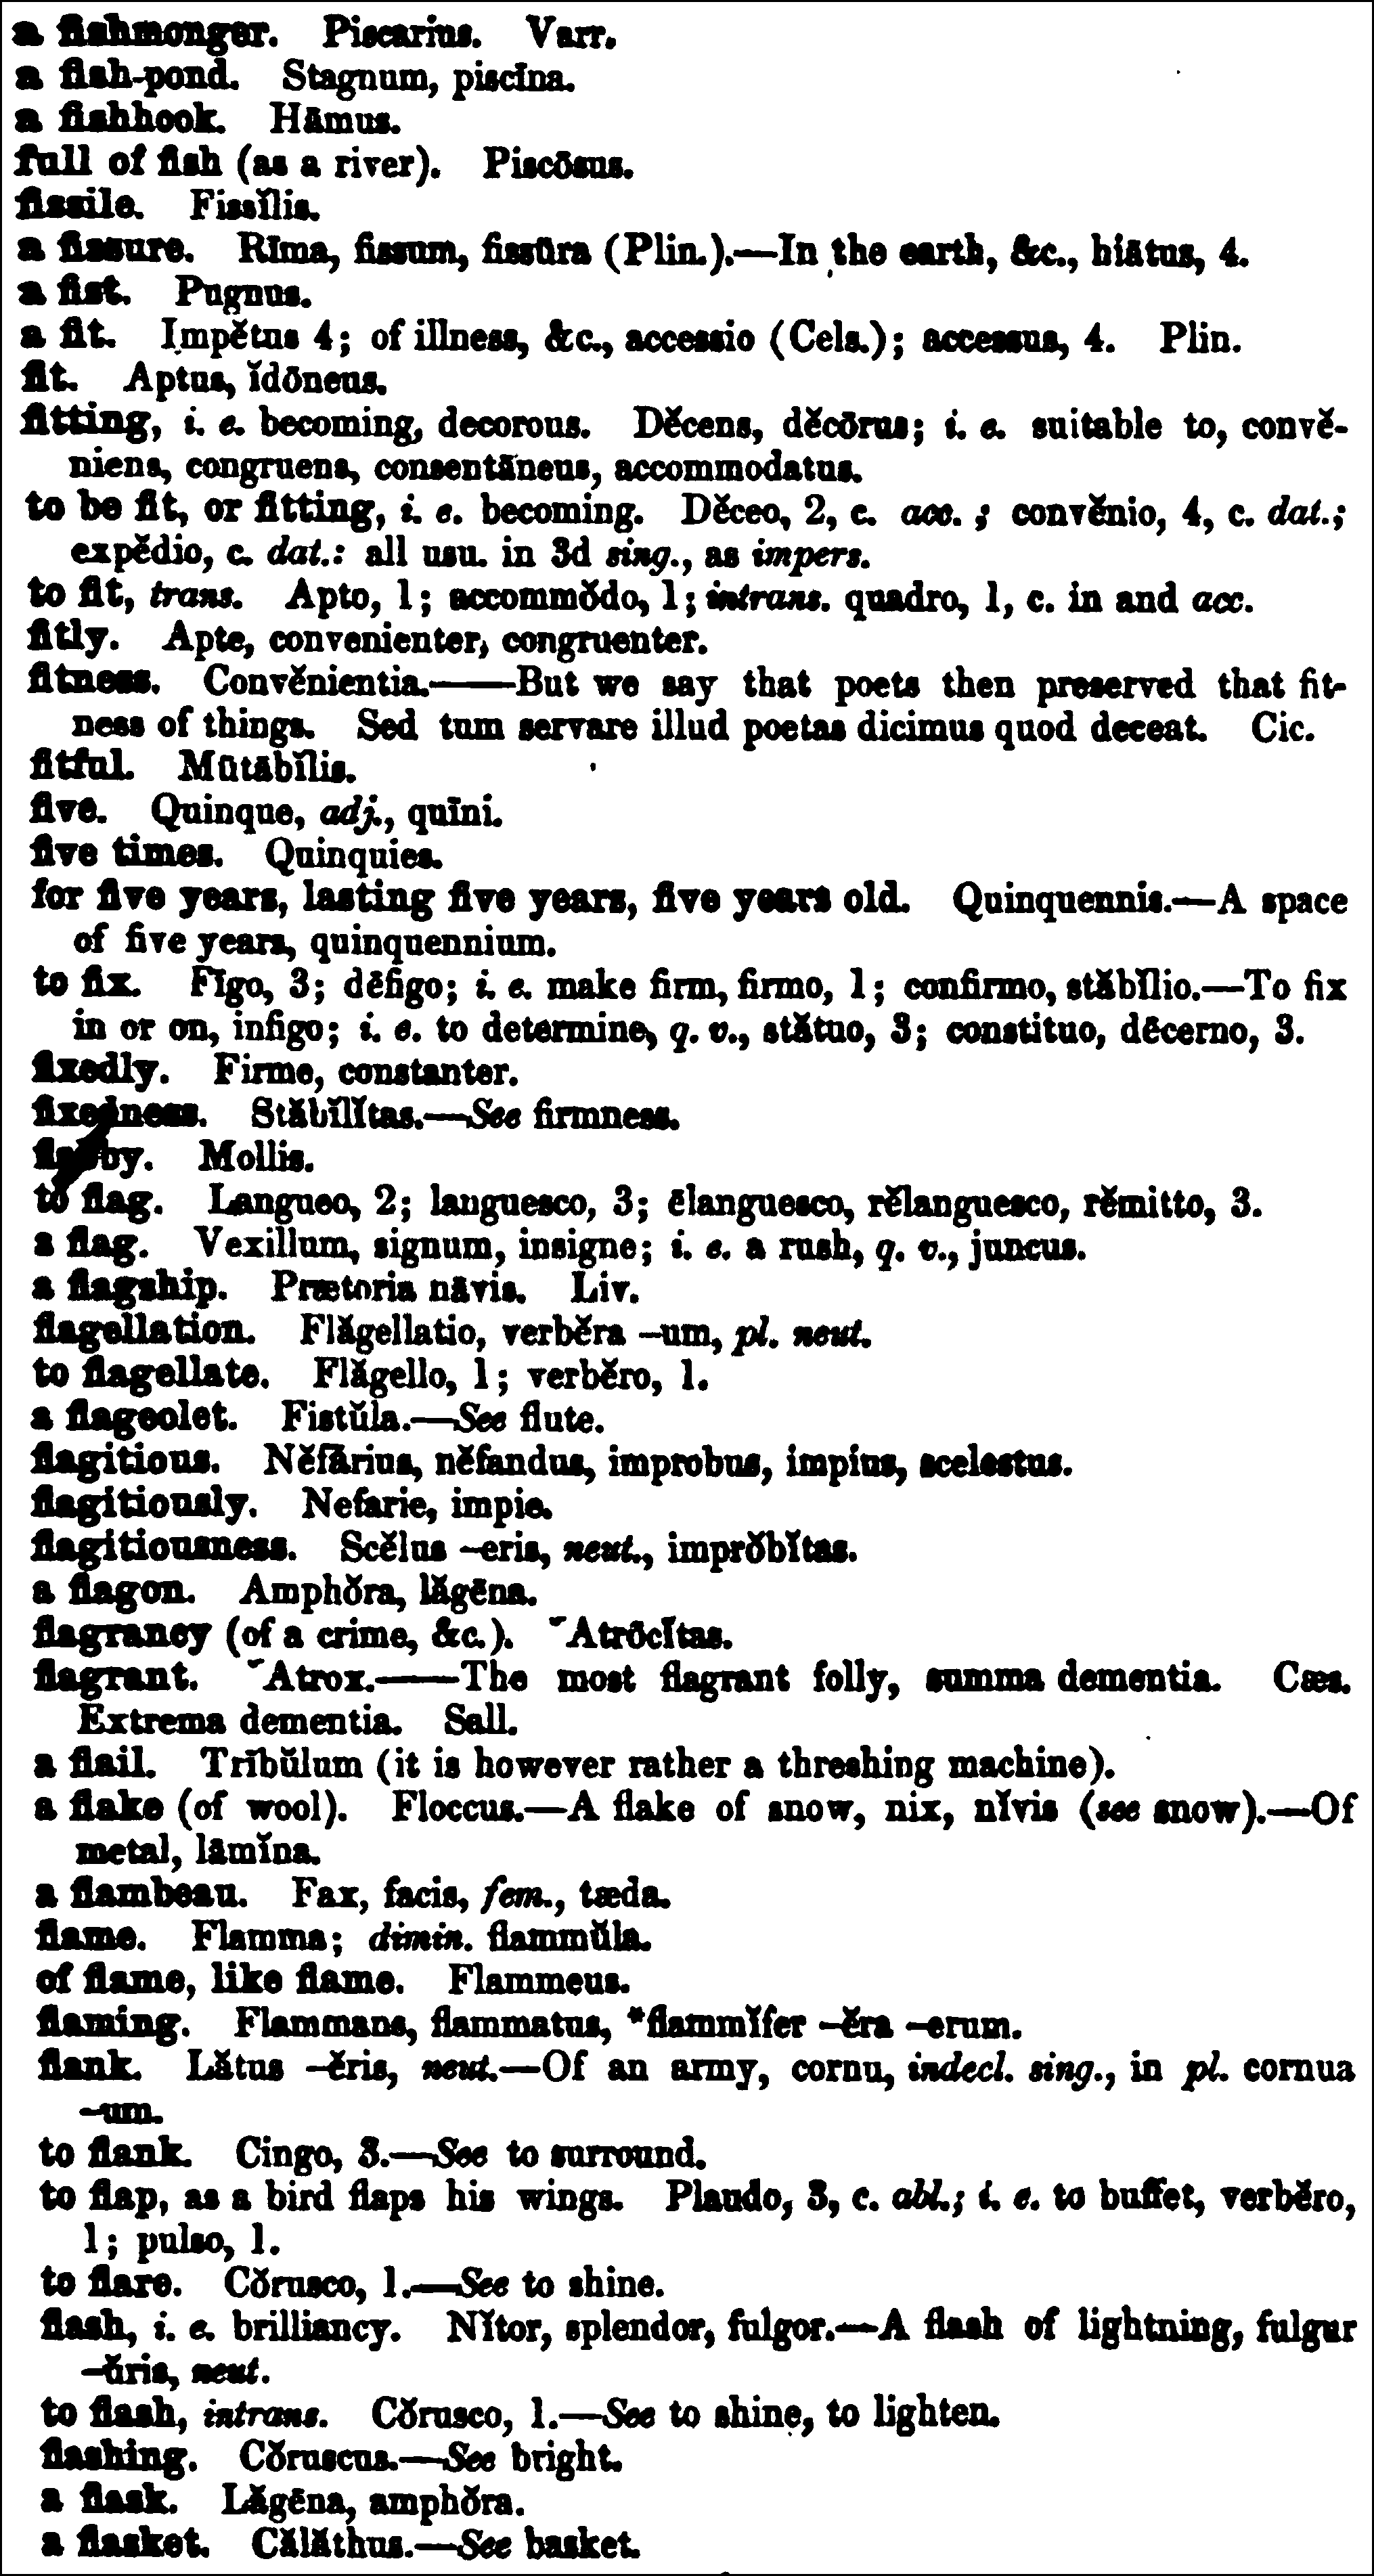 a fishmonger. Piscarius. Varr.
a fish-pond. Stagnum, piscīna.
a fishhook. Hāmus.
full of fish (as a river). Piscōsus.
fissile. Fissĭlis.
a fissure. Rīma, fissum, fissūra (Plin.).—In the earth, &c., hiātus, 4.
a fist. Pugnus.
a fit. Impĕtus 4; of illness, &c., accessio (Cels.); accessus, 4. Plin.
fit. Aptus, ĭdōneus.
fitting, i. e. becoming, decorous. Dĕcens, dĕcōrus; i. e. suitable to, convĕ-
niens, congruens, consentāneus, accommodatus.
to be fit, or fitting, i. e. becoming. Dĕceo, 2, c. acc.; convĕnio, 4, c. dat.;
expĕdio, c. dat.: all usu. in 3d sing., as impers.
to fit, trans. Apto, 1; accommŏdo, 1; intrans. quadro, 1, c. in and acc.
fitly. Apte, convenienter, congruenter.
fitness. Convĕnientia.——But we say that poets then preserved that fit-
ness of things. Sed tum servare illud poetas dicimus quod deceat. Cic.
fitful. Mūtābĭlis.
five. Quinque, adj., quīni.
five times. Quinquies.
for five years, lasting five years, five years old. Quinquennis.—A space
of five years, quinquennium.
to fix. Fīgo, 3; dēfigo; i. e. make firm, firmo, 1; confirmo, stăbĭlio.—To fix
in or on, infigo; i. e. to determine, q. v., stătuo, 3; constituo, dēcerno, 3.
fixedly. Firme, constanter.
fixedness. Stăbĭlĭtas.—See firmness.
flabby. Mollis.
to flag. Langueo, 2; languesco, 3; ēlanguesco, rĕlanguesco, rĕmitto, 3.
a flag. Vexillum, signum, insigne; i. e. a rush, q. v., juncus.
a flagship. Prætoria nāvis. Liv.
flagellation. Flăgellatio, verbĕra –um, pl. neut.
to flagellate. Flăgello, 1; verbĕro, 1.
a flageolet. Fistŭla.—See flute.
flagitious. Nĕfārius, nĕfandus, improbus, impius, scelestus.
flagitiously. Nefarie, impie.
flagitiousness. Scĕlus –eris, neut., imprŏbĭtas.
a flagon. Amphŏra, lăgēna.
flagrancy (of a crime, &c.). ˘¯Atrōcĭtas.
flagrant. ˘¯Atrox.——The most flagrant folly, summa dementia. Cæs.
Extrema dementia. Sall.
a flail. Trībŭlum (it is however rather a threshing machine).
a flake (of wool). Floccus.—A flake of snow, nix, nĭvis (see snow).—Of
metal, lāmĭna.
a flambeau. Fax, facis, fem., tæda.
flame. Flamma; dimin. flammŭla.
of flame, like flame. Flammeus.
flaming. Flammans, flammatus, *flammĭfer –ĕra –erum.
flank. Lătus –ĕris, neut.—Of an army, cornu, indecl. sing., in pl. cornua
–um.
to flank. Cingo, 3.—See to surround.
to flap, as a bird flaps his wings. Plaudo, 3, c. abl.; i. e. to buffet, verbĕro,
1; pulso, 1.
to flare. Cŏrusco, 1.—See to shine.
flash, i. e. brilliancy. Nĭtor, splendor, fulgor.—A flash of lightning, fulgur
–ŭris, neut.
to flash, intrans. Cŏrusco, 1.—See to shine, to lighten.
flashing. Cŏruscus.—See bright.
a flask. Lăgēna, amphŏra.
a flasket. Călăthus.—See basket.